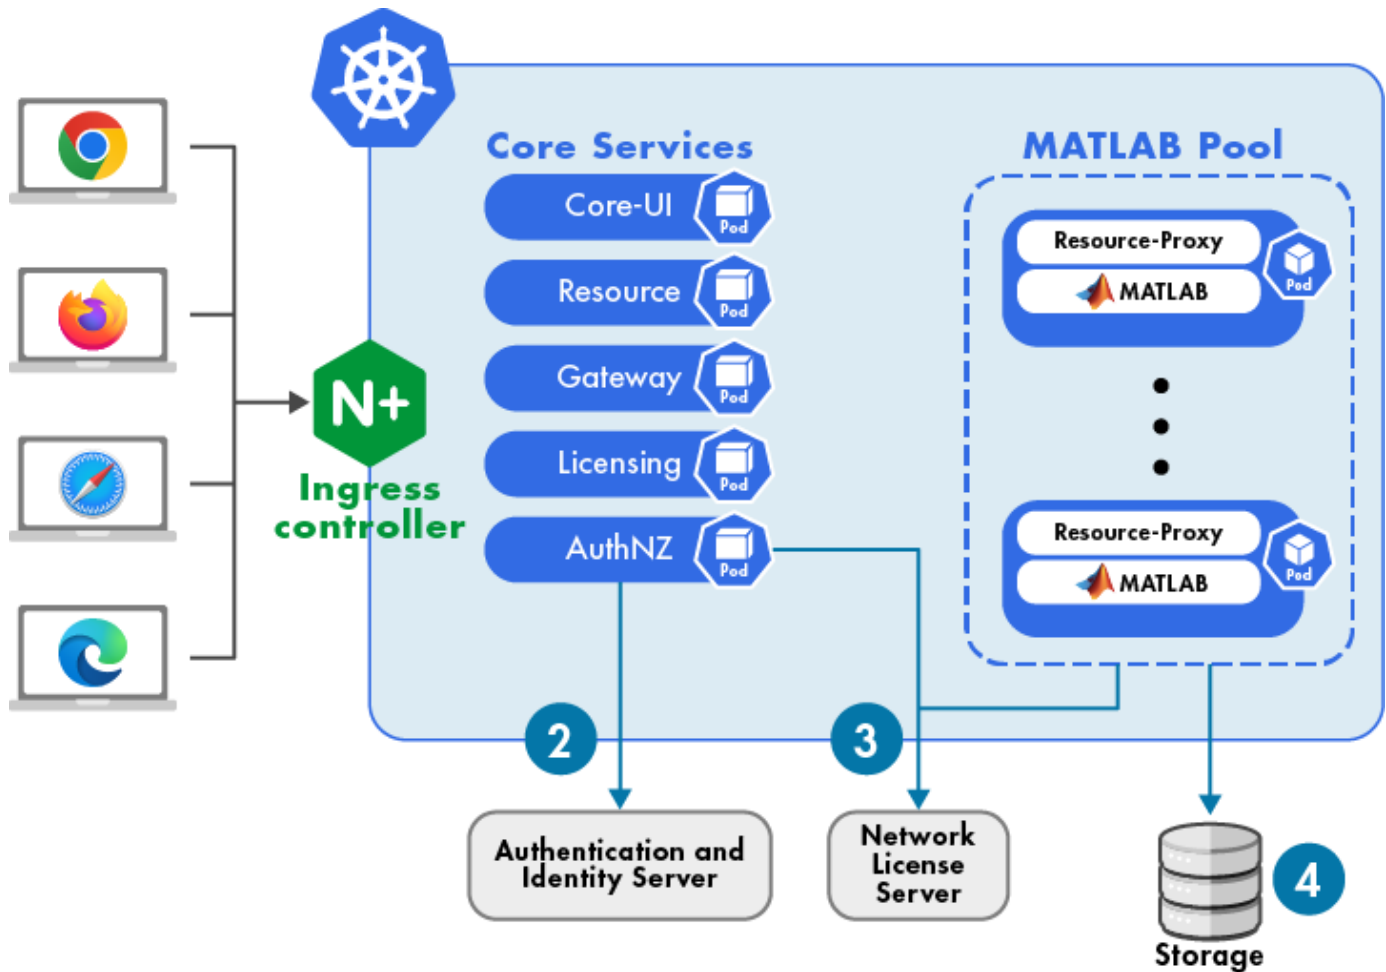 Core Services
Core-UI
Pod
Resource
Pod
Gateway
Pod
Licensing
Pod
AuthNZ
Pod
MATLAB Pool
Resource-Proxy
MATLAB
Pod
Resource-Proxy
MATLAB
Pod
N+
Ingress
controller
2
3
Authentication and
Identity Server
Network
License
Server
4
Storage